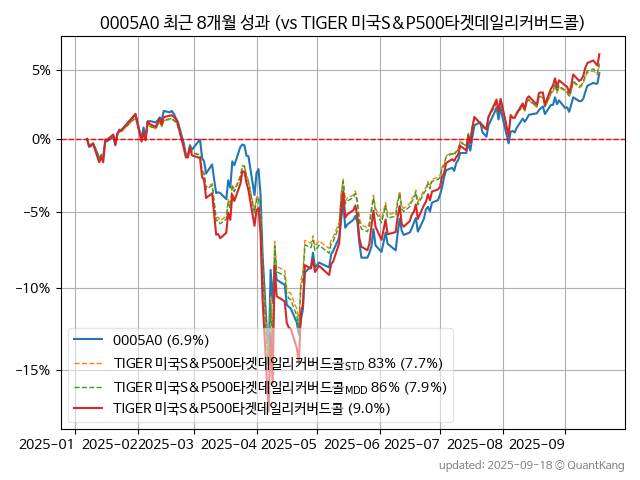 0005A0 최근 8개월 성과 (vs TIGER 미국S&P500타겟데일리커버드콜)
5%
0%
−5%
−10%
−15%
0005A0 (6.9%)
TIGER 미국S&P500타겟데일리커버드콜STD 83% (7.7%)
TIGER 미국S&P500타겟데일리커버드콜MDD 86% (7.9%)
TIGER 미국S&P500타겟데일리커버드콜 (9.0%)
2025-01 2025-02 2025-03 2025-04 2025-05 2025-06 2025-07 2025-08 2025-09
updated: 2025-09-18 © QuantKang